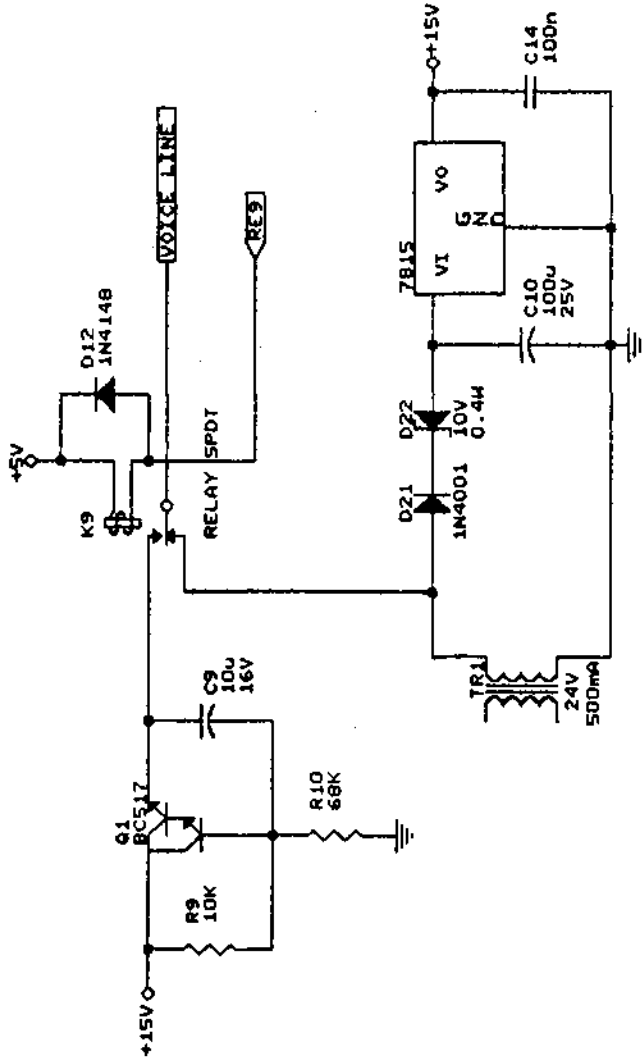 +15V
R9
10K
Q1
BC517
C9
10u
16V
R10
68K
K9
+5V
D12
1N4148
RELAY SPDT
VOICE LINE
RE9
TR1
24V
500mA
D21
1N4001
D22
10V
0.4W
C10
100u
25V
7815
VI
VO
GND
+15V
C14
100n